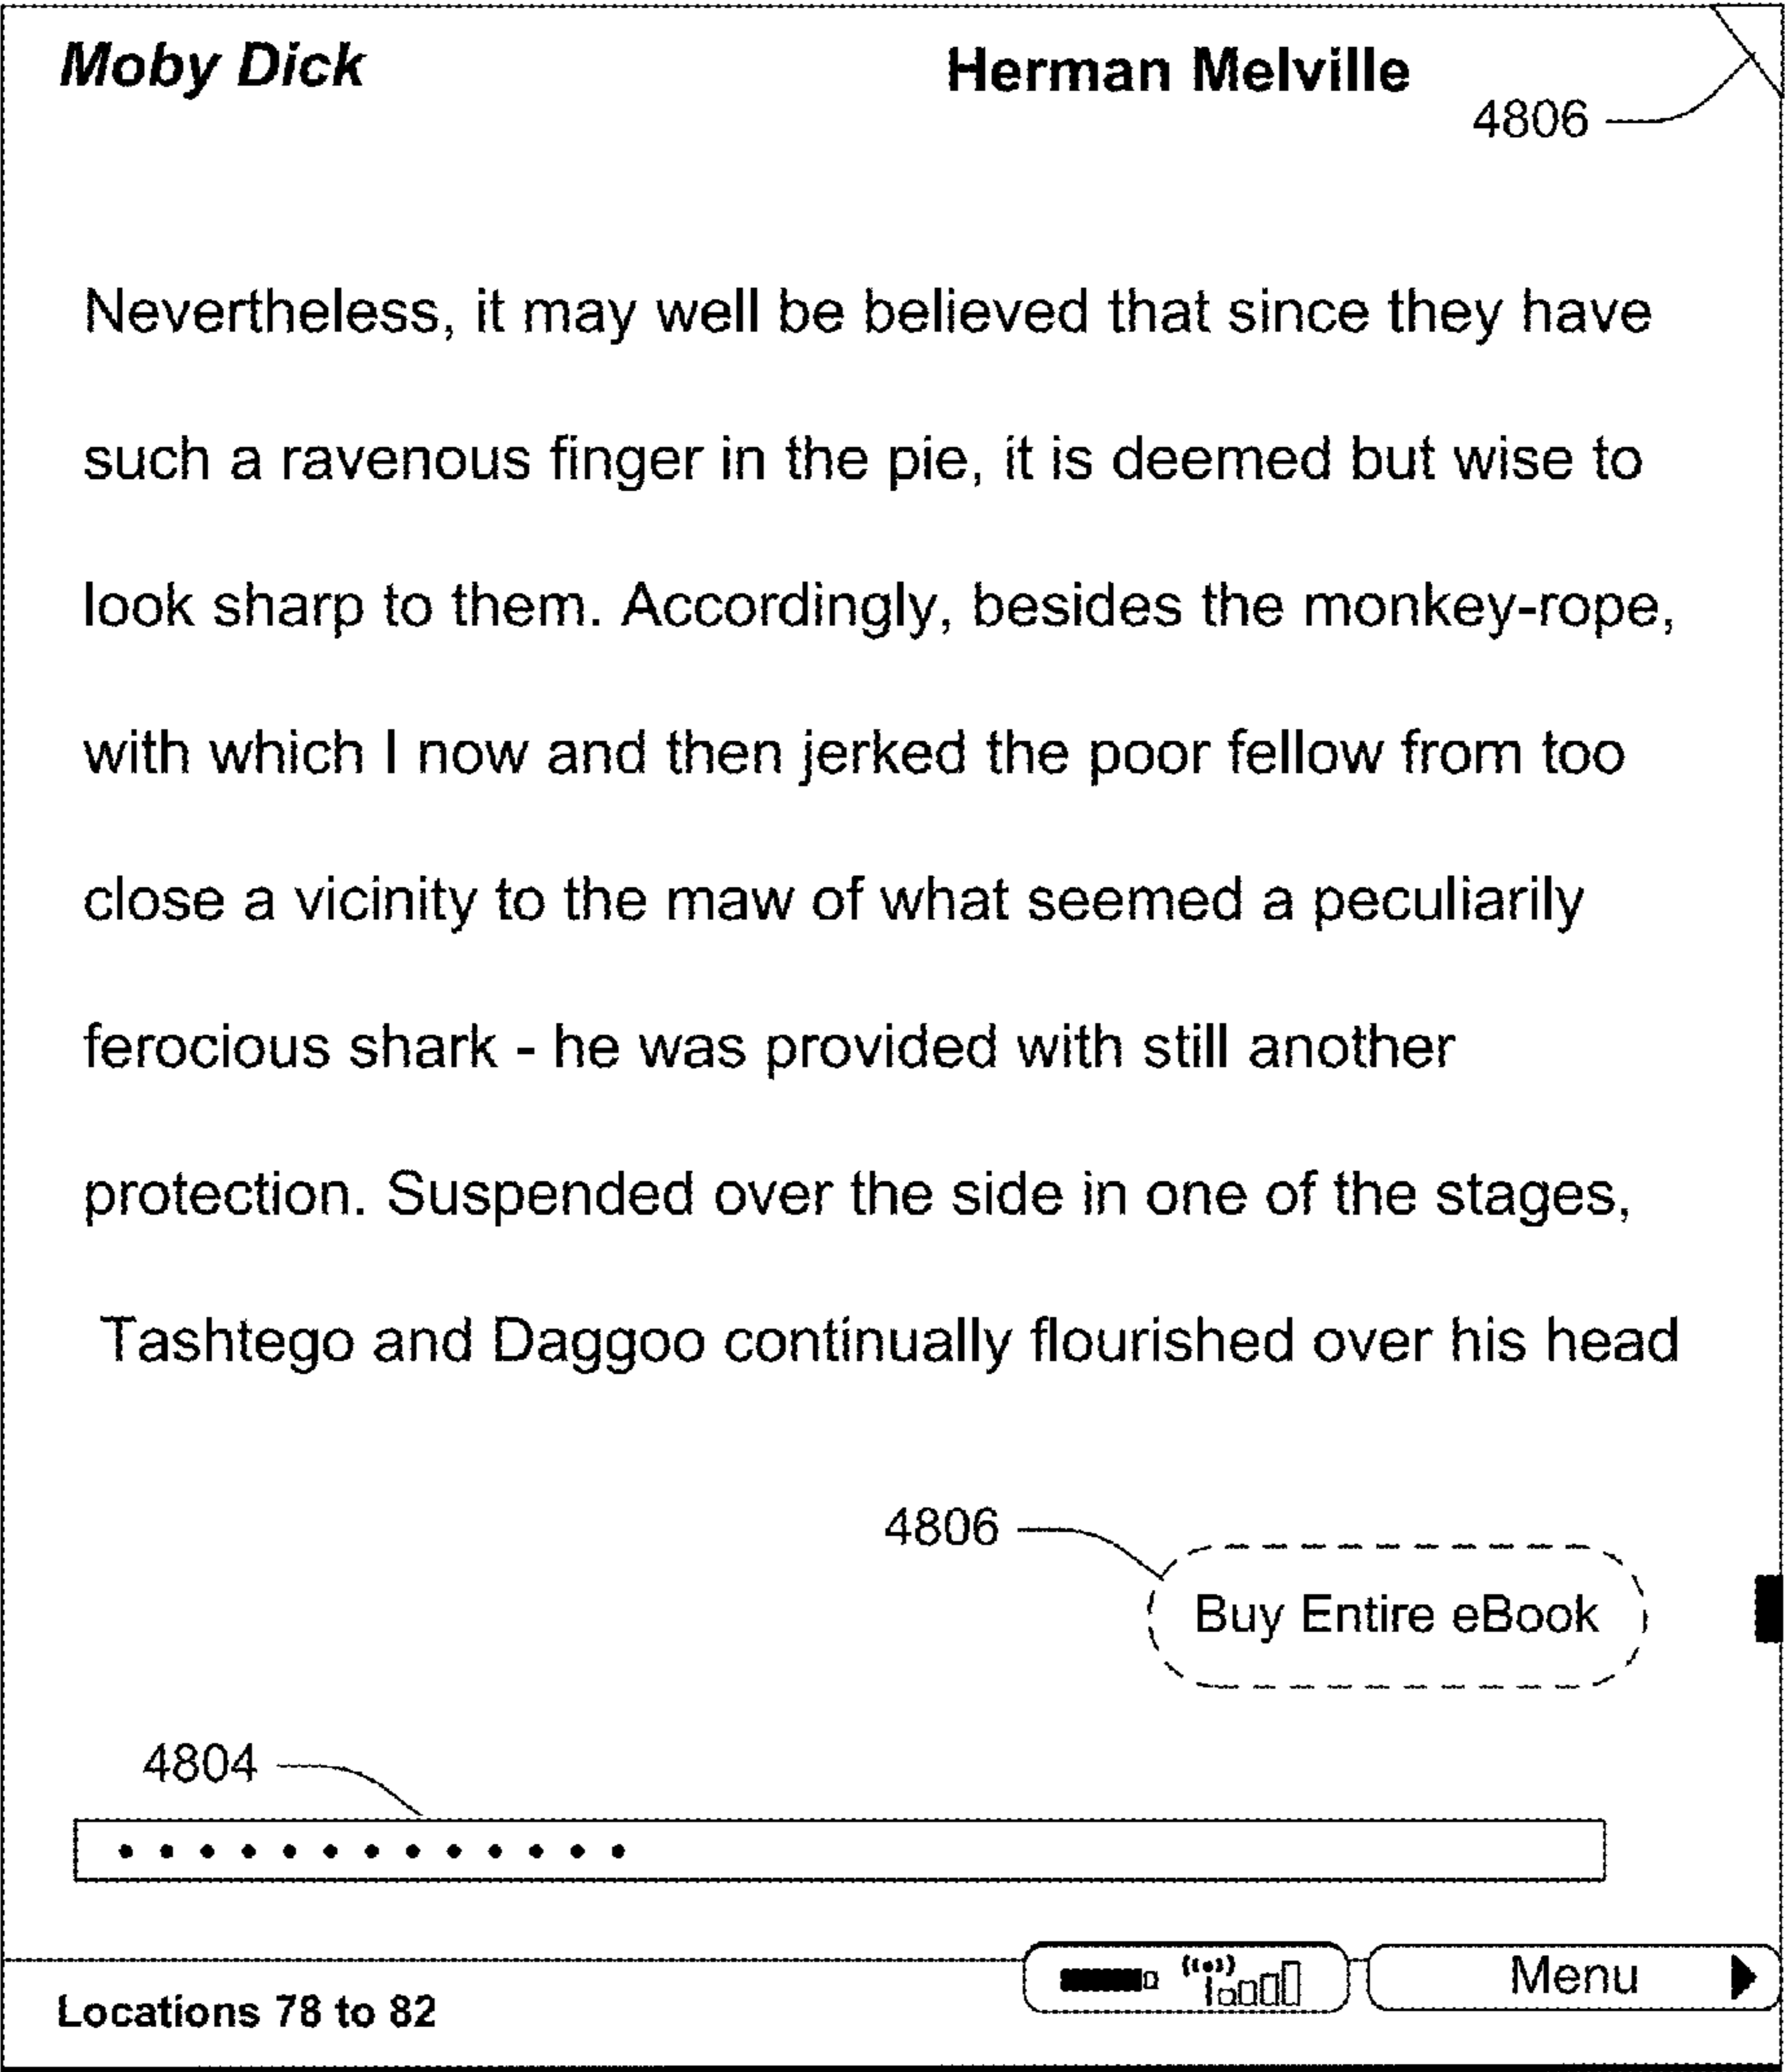 Moby Dick
Herman Melville
4806
Nevertheless, it may well be believed that since they have
such a ravenous finger in the pie, it is deemed but wise to
look sharp to them. Accordingly, besides the monkey-rope,
with which I now and then jerked the poor fellow from too
close a vicinity to the maw of what seemed a peculiarily
ferocious shark - he was provided with still another
protection. Suspended over the side in one of the stages,
Tashtego and Daggoo continually flourished over his head
4806
Buy Entire eBook
4804
Locations 78 to 82
Menu